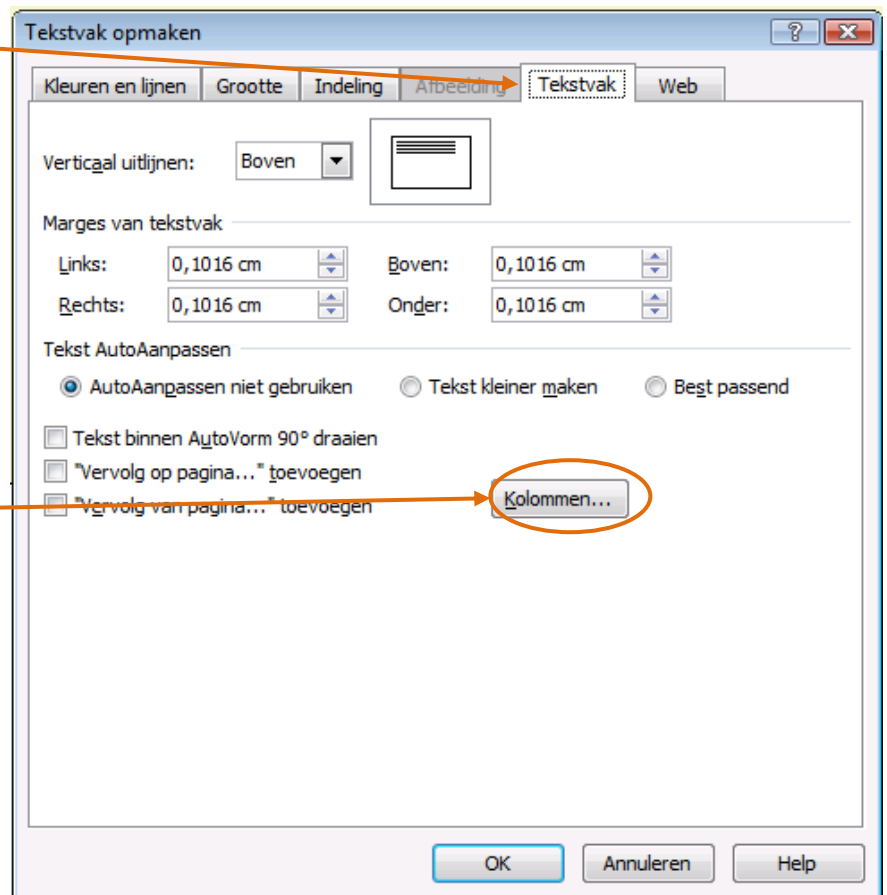 Tekstvak opmaken
Kleuren en lijnen Grootte Indeling Afbeelding Tekstvak Web
Verticaal uitlijnen: Boven
Marges van tekstvak
Links: 0,1016 cm Boven: 0,1016 cm
Rechts: 0,1016 cm Onder: 0,1016 cm
Tekst AutoAanpassen
AutoAanpassen niet gebruiken Tekst kleiner maken Best passend
Tekst binnen AutoVorm 90° draaien
"Vervolg op pagina..." toevoegen
"Vervolg van pagina..." toevoegen Kolommen...
OK Annuleren Help